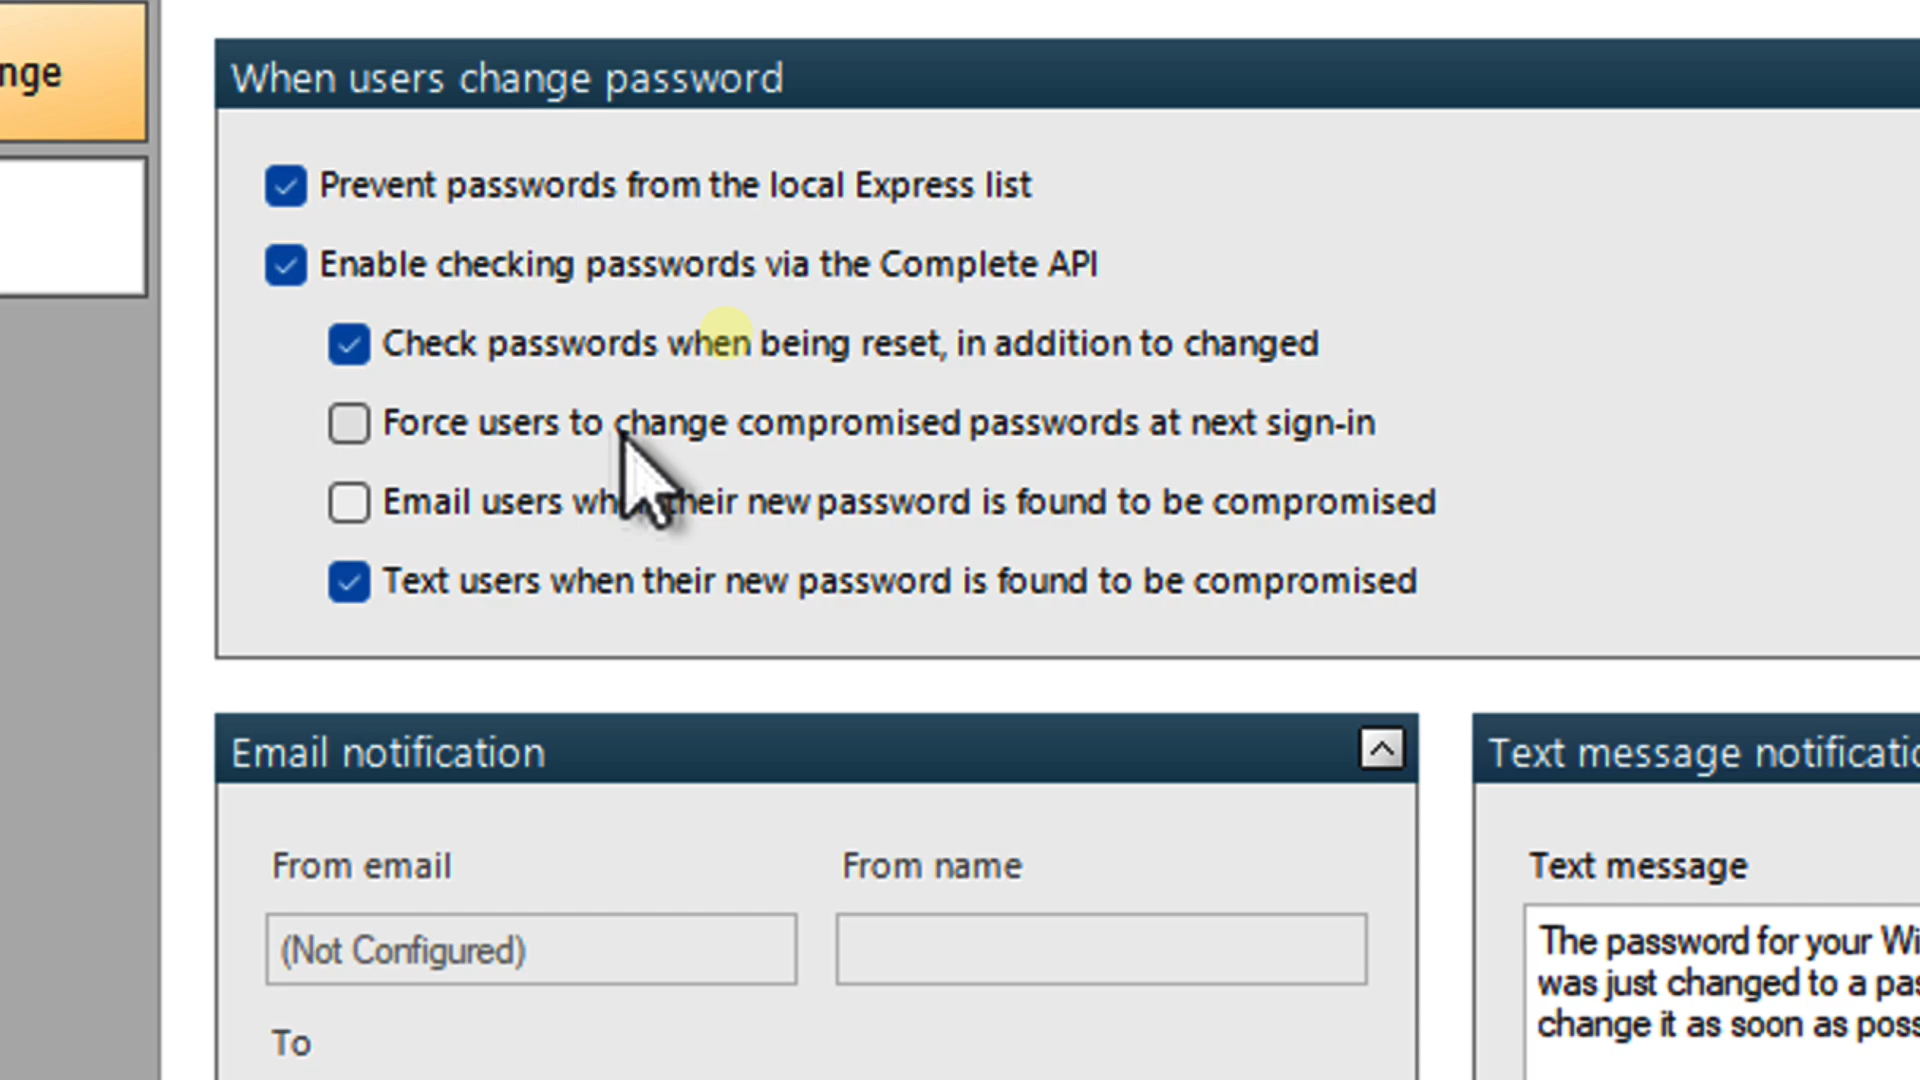 nge
When users change password
Prevent passwords from the local Express list
Enable checking passwords via the Complete API
Check passwords when being reset, in addition to changed
Force users to change compromised passwords at next sign-in
Email users when their new password is found to be compromised
Text users when their new password is found to be compromised
Email notification
Text message notificatio
From email
From name
(Not Configured)
To
Text message
The password for your Wi
was just changed to a pas
change it as soon as poss